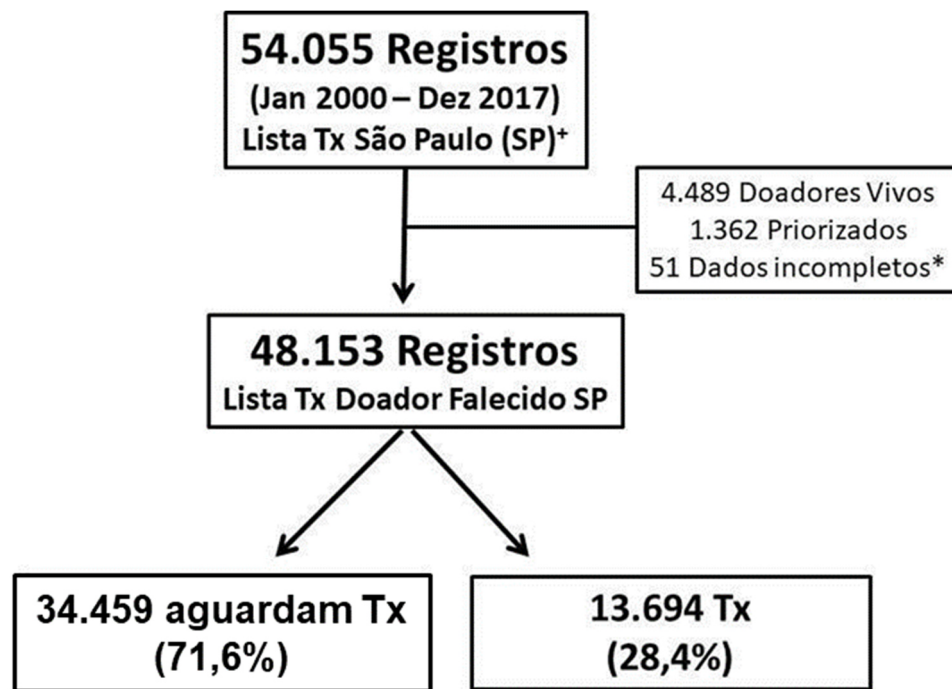 54.055 Registros
(Jan 2000 – Dez 2017)
Lista Tx São Paulo (SP)+
4.489 Doadores Vivos
1.362 Priorizados
51 Dados incompletos*
48.153 Registros
Lista Tx Doador Falecido SP
34.459 aguardam Tx
(71,6%)
13.694 Tx
(28,4%)